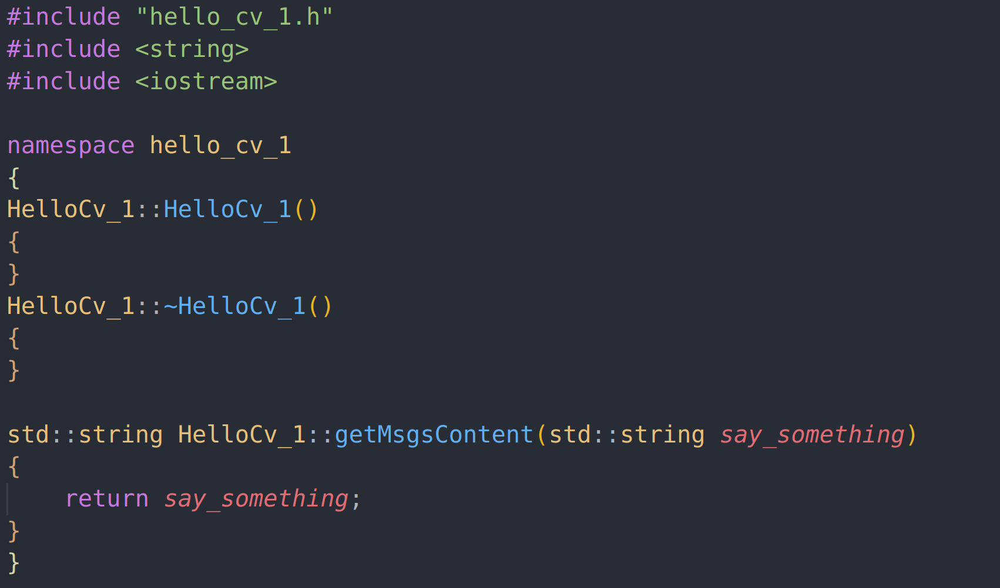 #include "hello_cv_1.h"
#include <string>
#include <iostream>
namespace hello_cv_1
{
HelloCv_1::HelloCv_1()
{
}
HelloCv_1::~HelloCv_1()
{
}
std::string HelloCv_1::getMsgsContent(std::string say_something)
{
    return say_something;
}
}